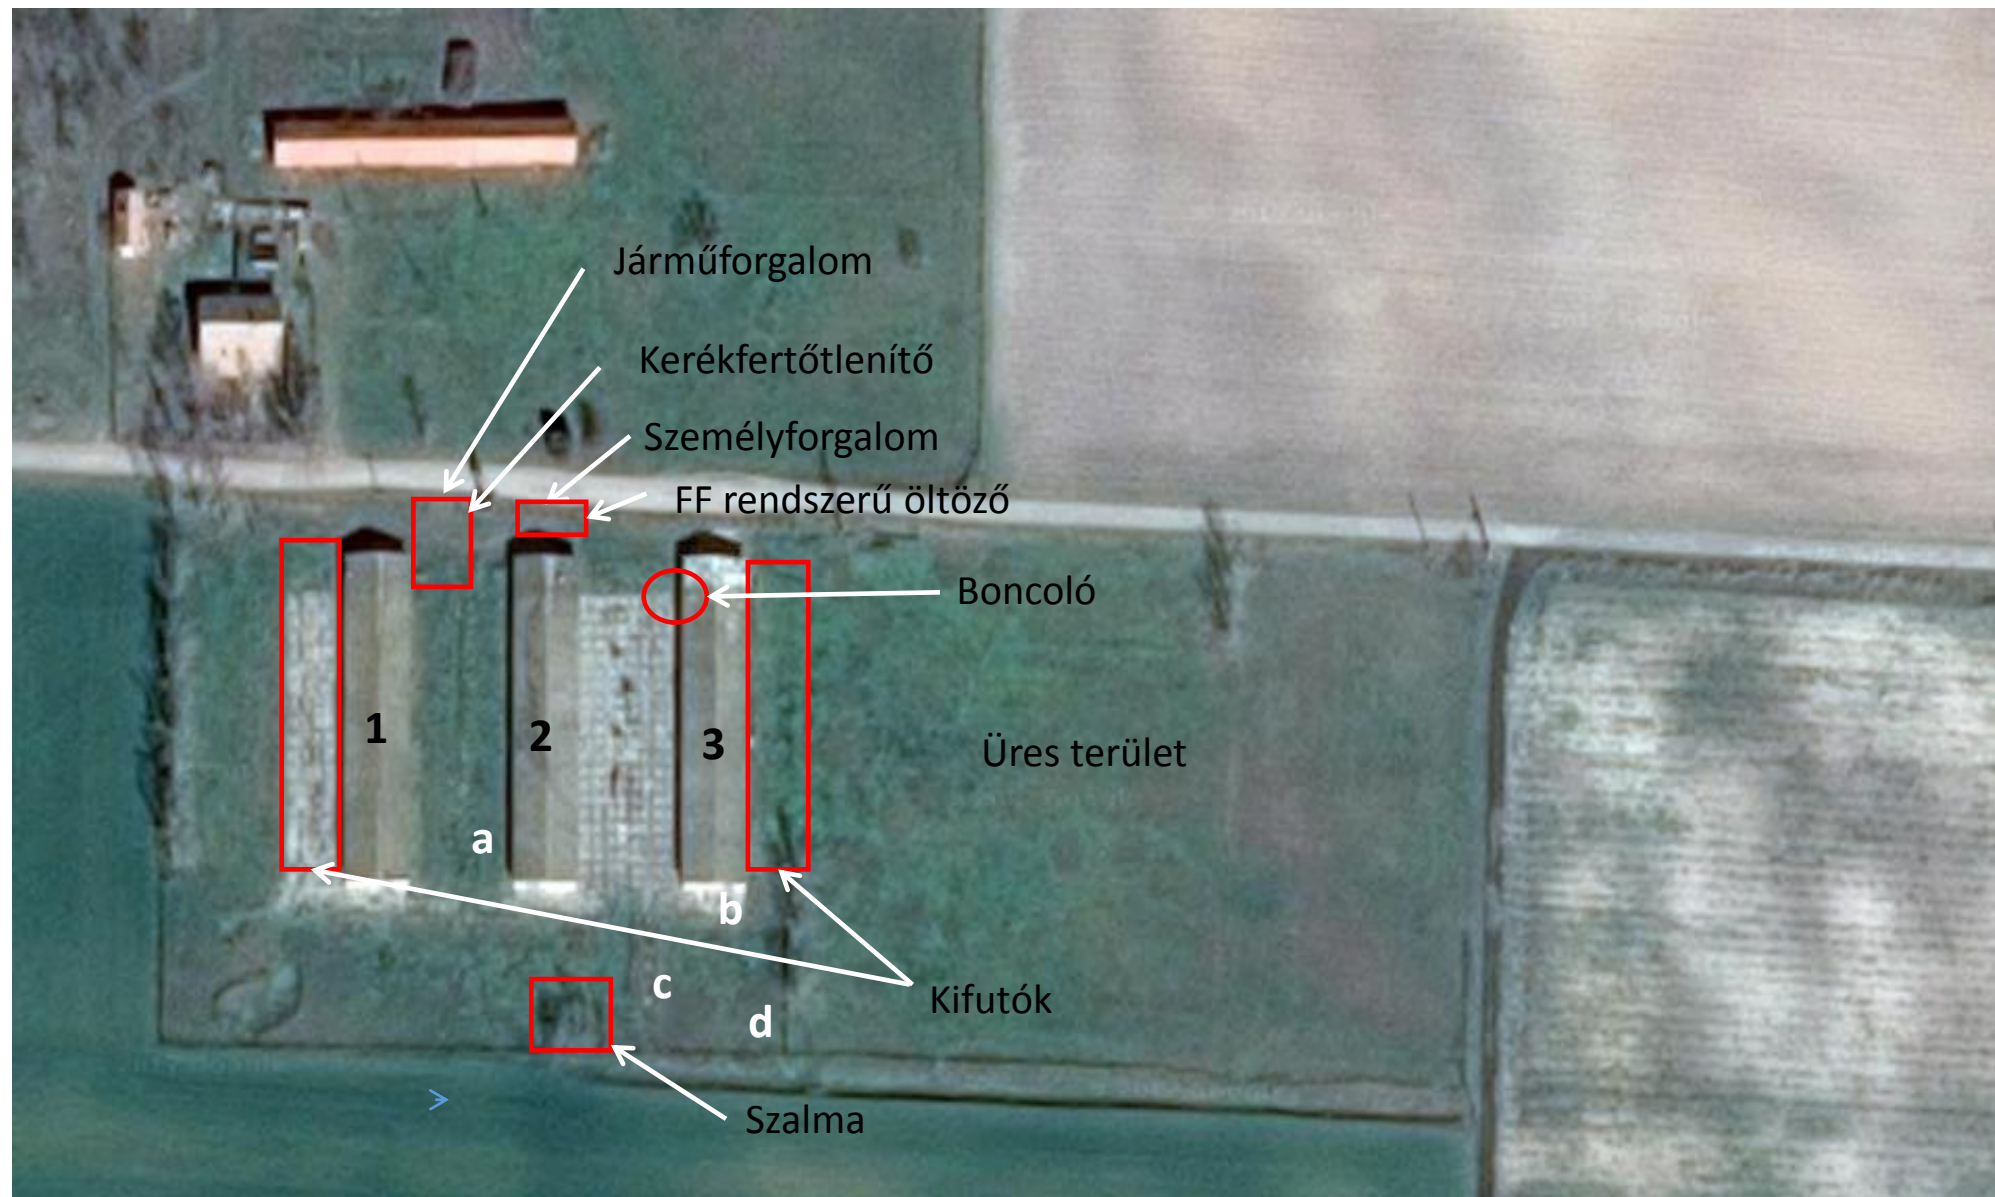 Járműforgalom
Kerékfertőtlenítő
Személyforgalom
FF rendszerű öltöző
Boncoló
1
2
3
Üres terület
a
b
c
d
Kifutók
Szalma